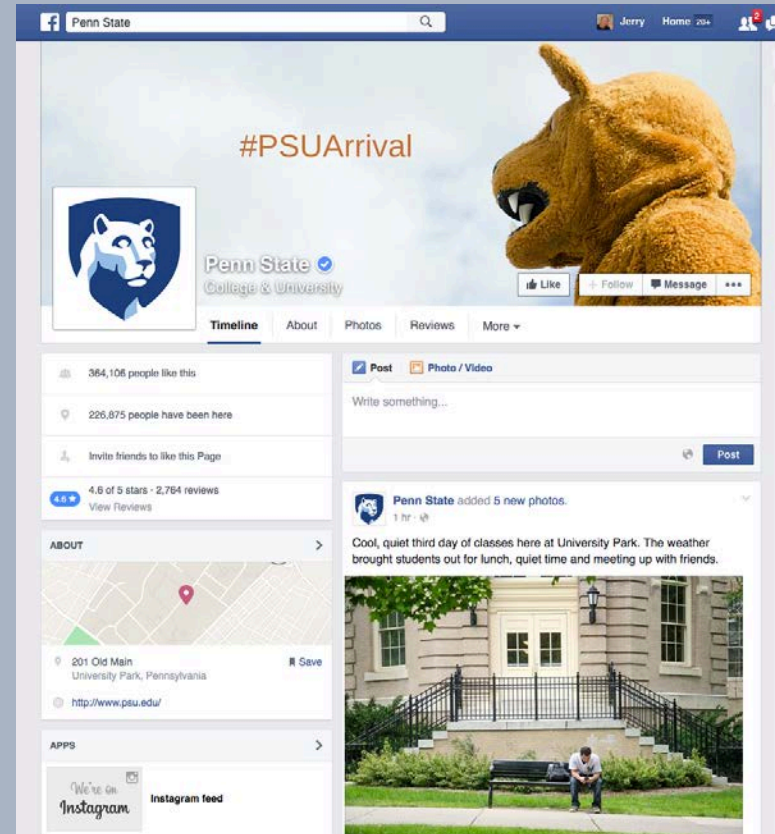 Penn State
Jerry
Home 20+
2
#PSUArrival
Penn State
College & University
Like
+ Follow
Message
Timeline
About
Photos
Reviews
More
364,106 people like this
226,875 people have been here
Invite friends to like this Page
4.6 ★
4.6 of 5 stars · 2,764 reviews
View Reviews
ABOUT
201 Old Main
University Park, Pennsylvania
Save
http://www.psu.edu/
APPS
We're on
Instagram
Instagram feed
Post
Photo / Video
Write something...
Post
Penn State added 5 new photos.
1 hr ·
Cool, quiet third day of classes here at University Park. The weather
brought students out for lunch, quiet time and meeting up with friends.